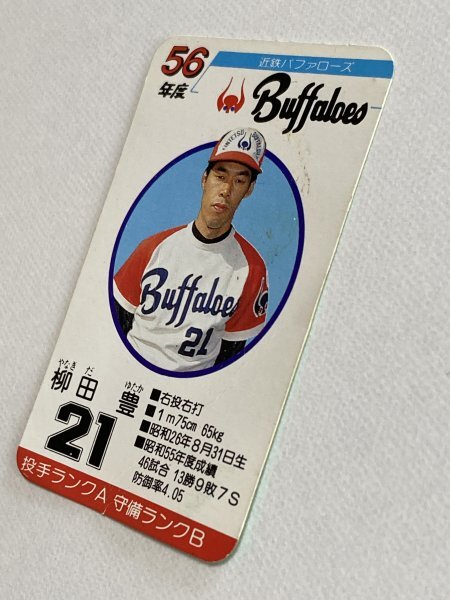 56
年度
近鉄バファローズ
Buffaloes
KINTETSU BUFFALOES
Buffaloes
21
やなぎ だ ゆたか
柳田 豊
21
■右投右打
■1m75cm 65kg
■昭和26年8月31日生
■昭和55年度成績
46試合 13勝9敗7S
防御率4.05
投手ランクA 守備ランクB